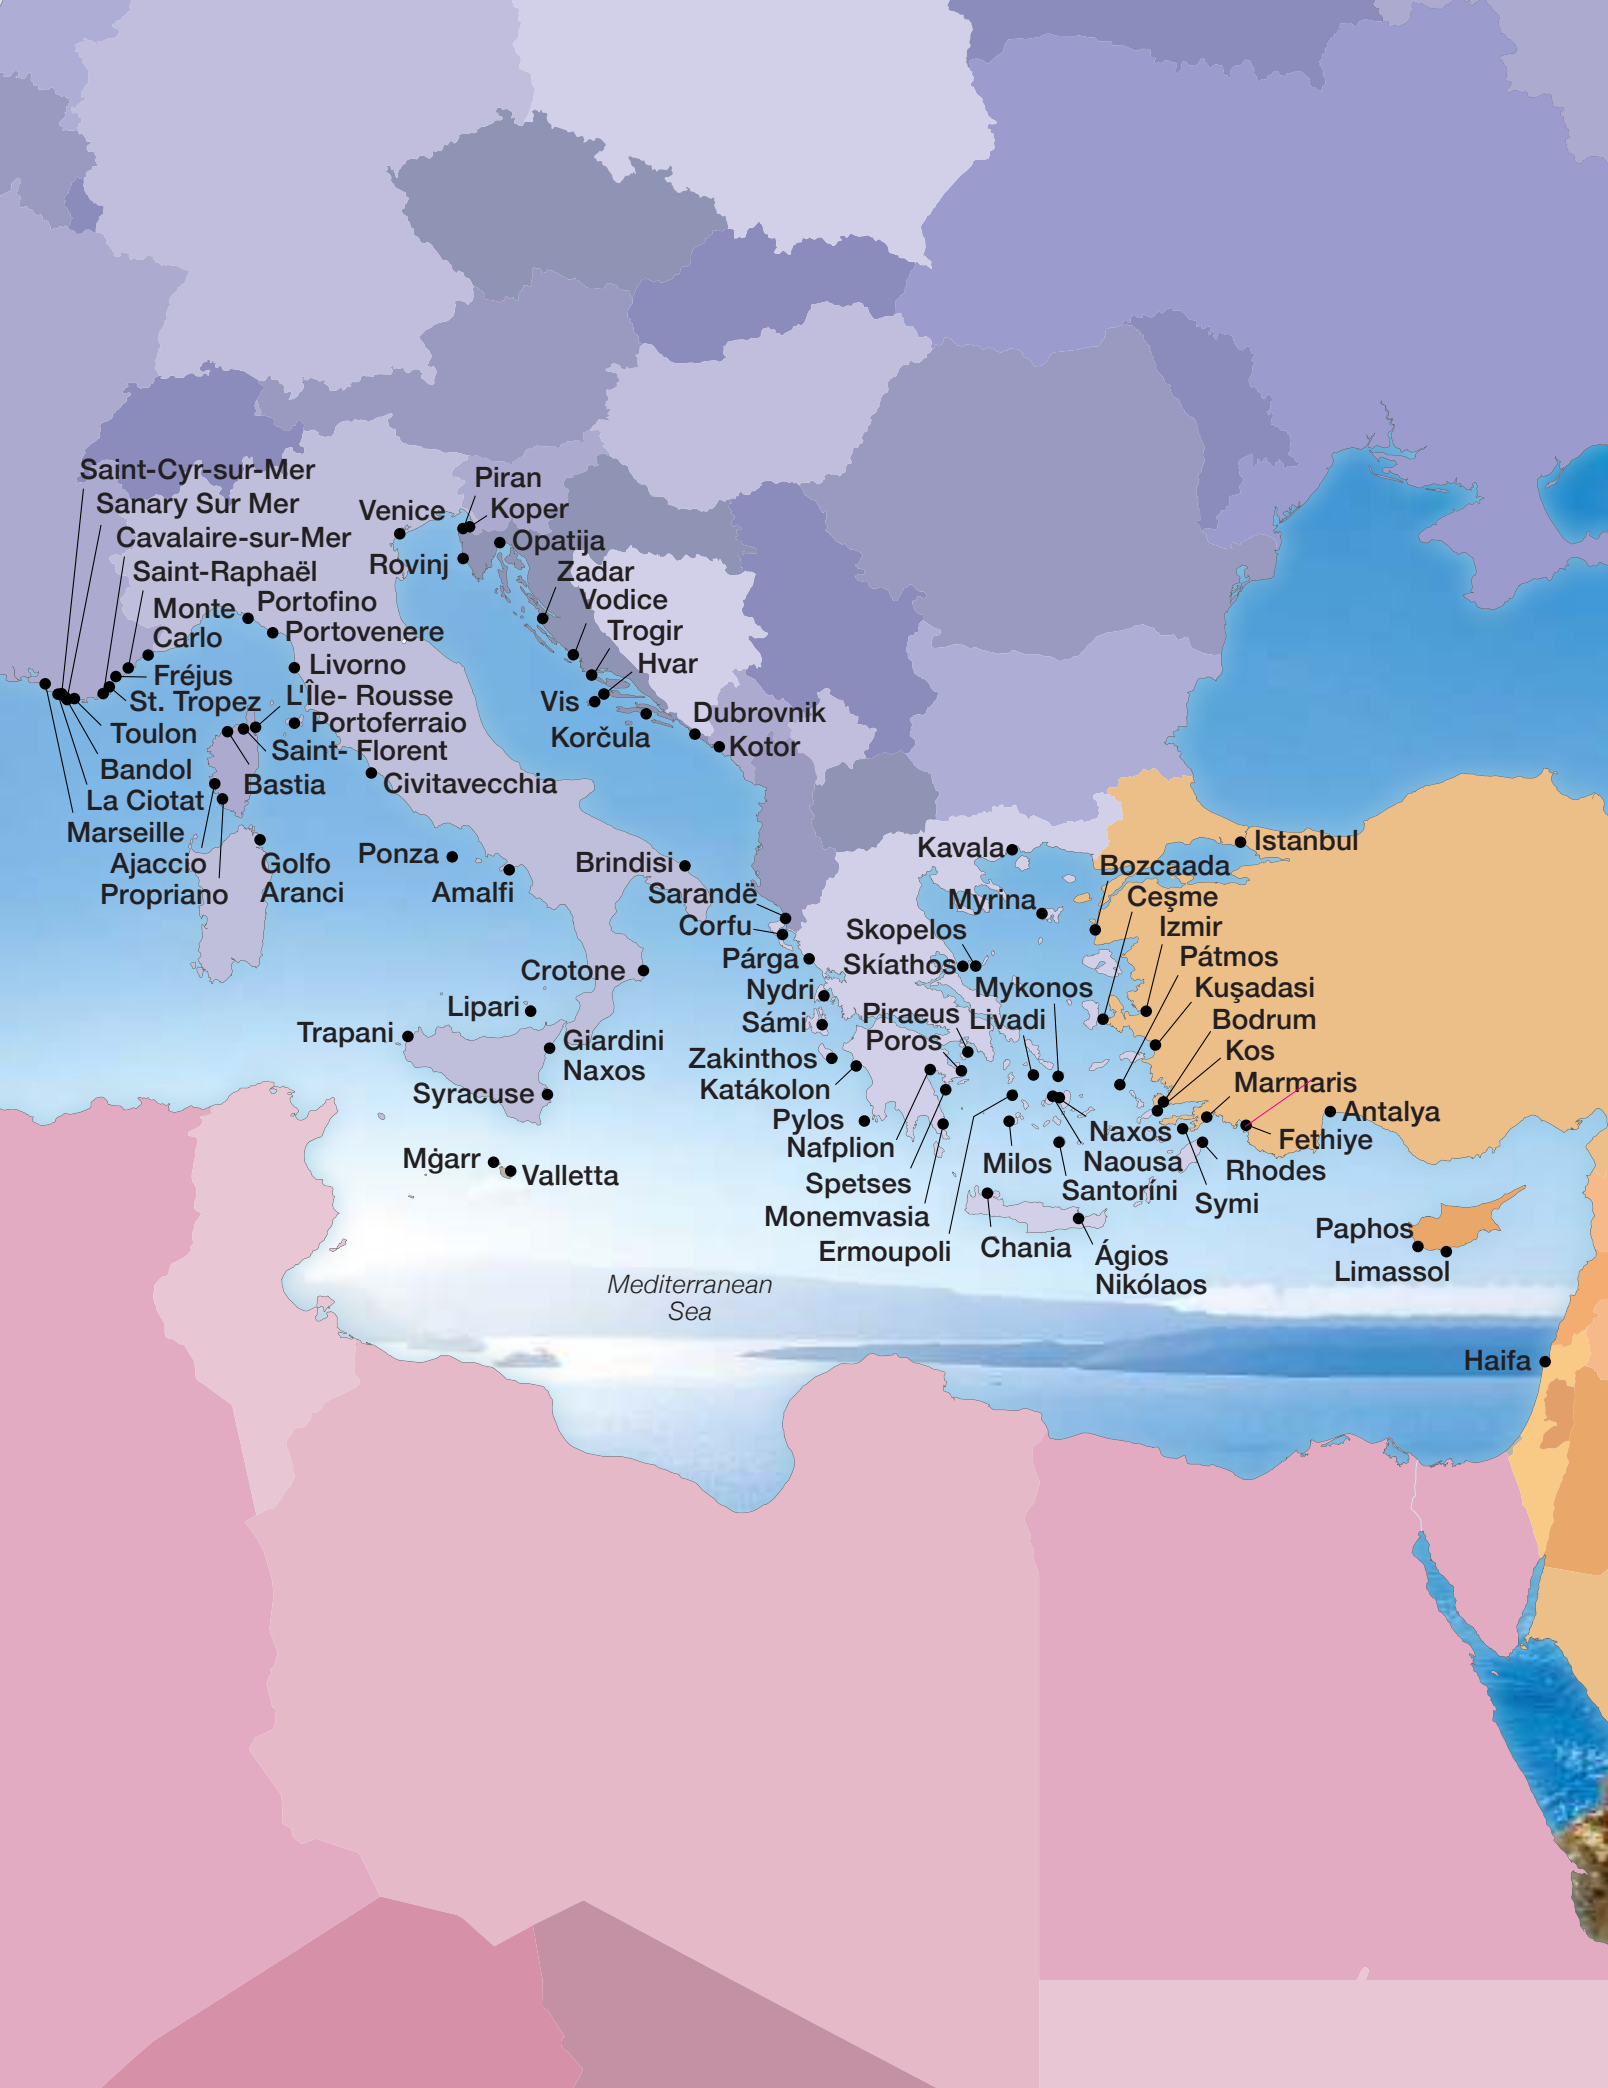 Saint-Cyr-sur-Mer
Sanary Sur Mer
Cavalaire-sur-Mer
Saint-Raphaël
Monte
Carlo
Portofino
Portovenere
Livorno
Fréjus
St. Tropez
L'Île- Rousse
Portoferraio
Toulon
Saint- Florent
Bandol
Bastia
La Ciotat
Marseille
Ajaccio
Propriano
Civitavecchia
Golfo
Aranci
Venice
Piran
Koper
Opatija
Rovinj
Zadar
Vodice
Trogir
Hvar
Vis
Korčula
Dubrovnik
Kotor
Ponza
Amalfi
Brindisi
Sarandë
Corfu
Párga
Crotone
Nydri
Lipari
Sámi
Trapani
Giardini
Naxos
Syracuse
Zakinthos
Katákolon
Pylos
Nafplion
Mġarr
Valletta
Spetses
Monemvasia
Ermoupoli
Kavala
Myrina
Skopelos
Skíathos
Mykonos
Piraeus
Livadi
Poros
Istanbul
Bozcaada
Ceşme
Izmir
Pátmos
Kuşadasi
Bodrum
Kos
Marmaris
Antalya
Fethiye
Naxos
Naousa
Rhodes
Milos
Santorini
Symi
Chania
Ágios
Nikólaos
Paphos
Limassol
Mediterranean
Sea
Haifa